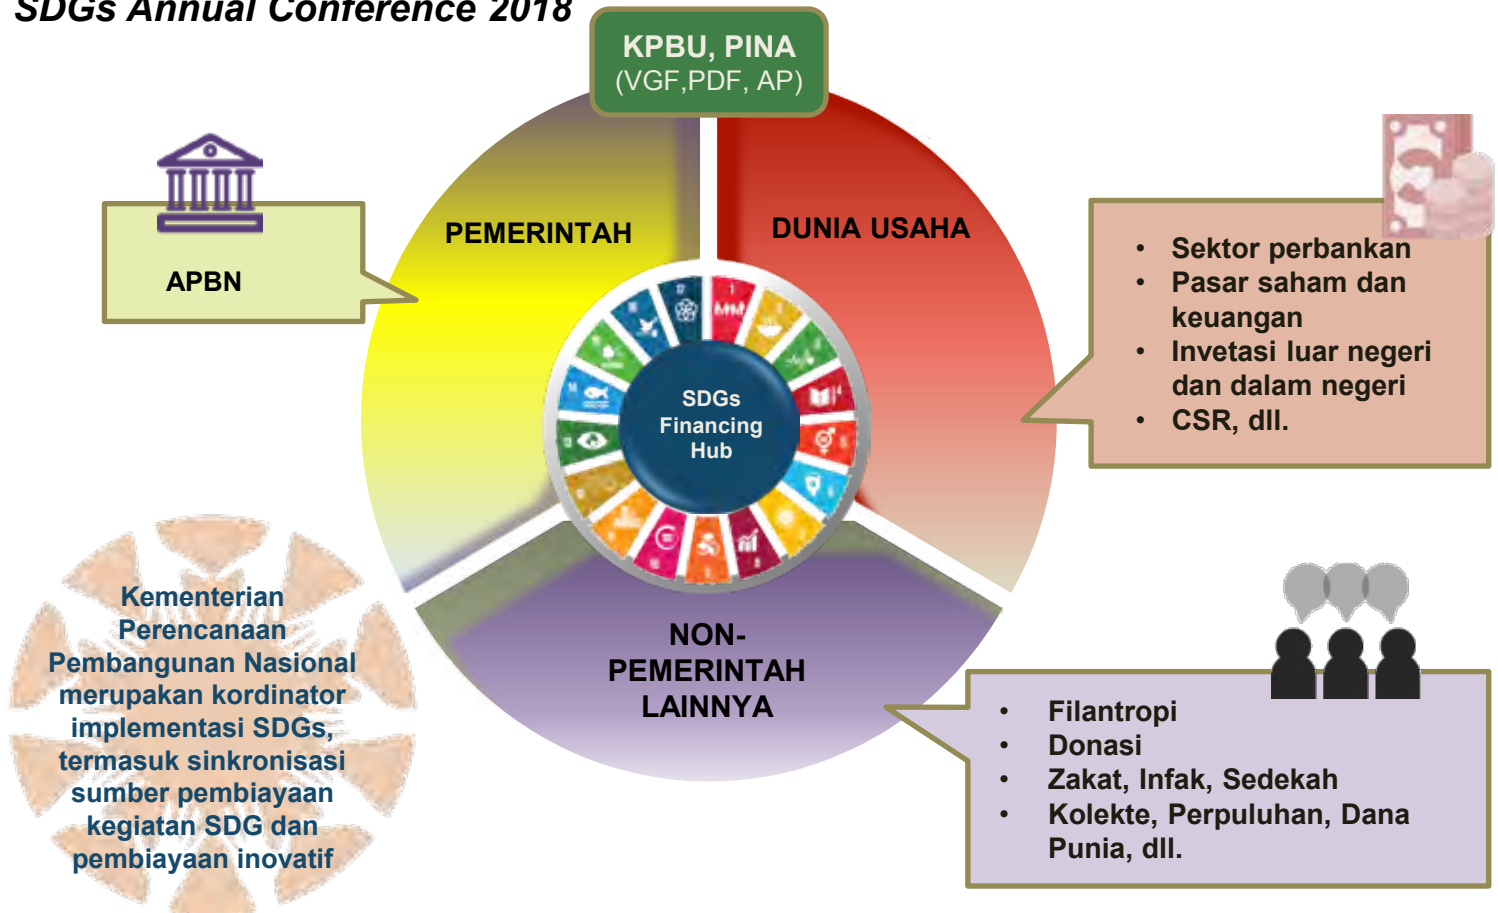 SDGs Annual Conference 2018
KPBU, PINA
(VGF,PDF, AP)
PEMERINTAH
DUNIA USAHA
APBN
• Sektor perbankan
• Pasar saham dan
keuangan
• Invetasi luar negeri
dan dalam negeri
• CSR, dll.
SDGs
Financing
Hub
Kementerian
Perencanaan
Pembangunan Nasional
merupakan kordinator
implementasi SDGs,
termasuk sinkronisasi
sumber pembiayaan
kegiatan SDG dan
pembiayaan inovatif
NON-
PEMERINTAH
LAINNYA
• Filantropi
• Donasi
• Zakat, Infak, Sedekah
• Kolekte, Perpuluhan, Dana
Punia, dll.